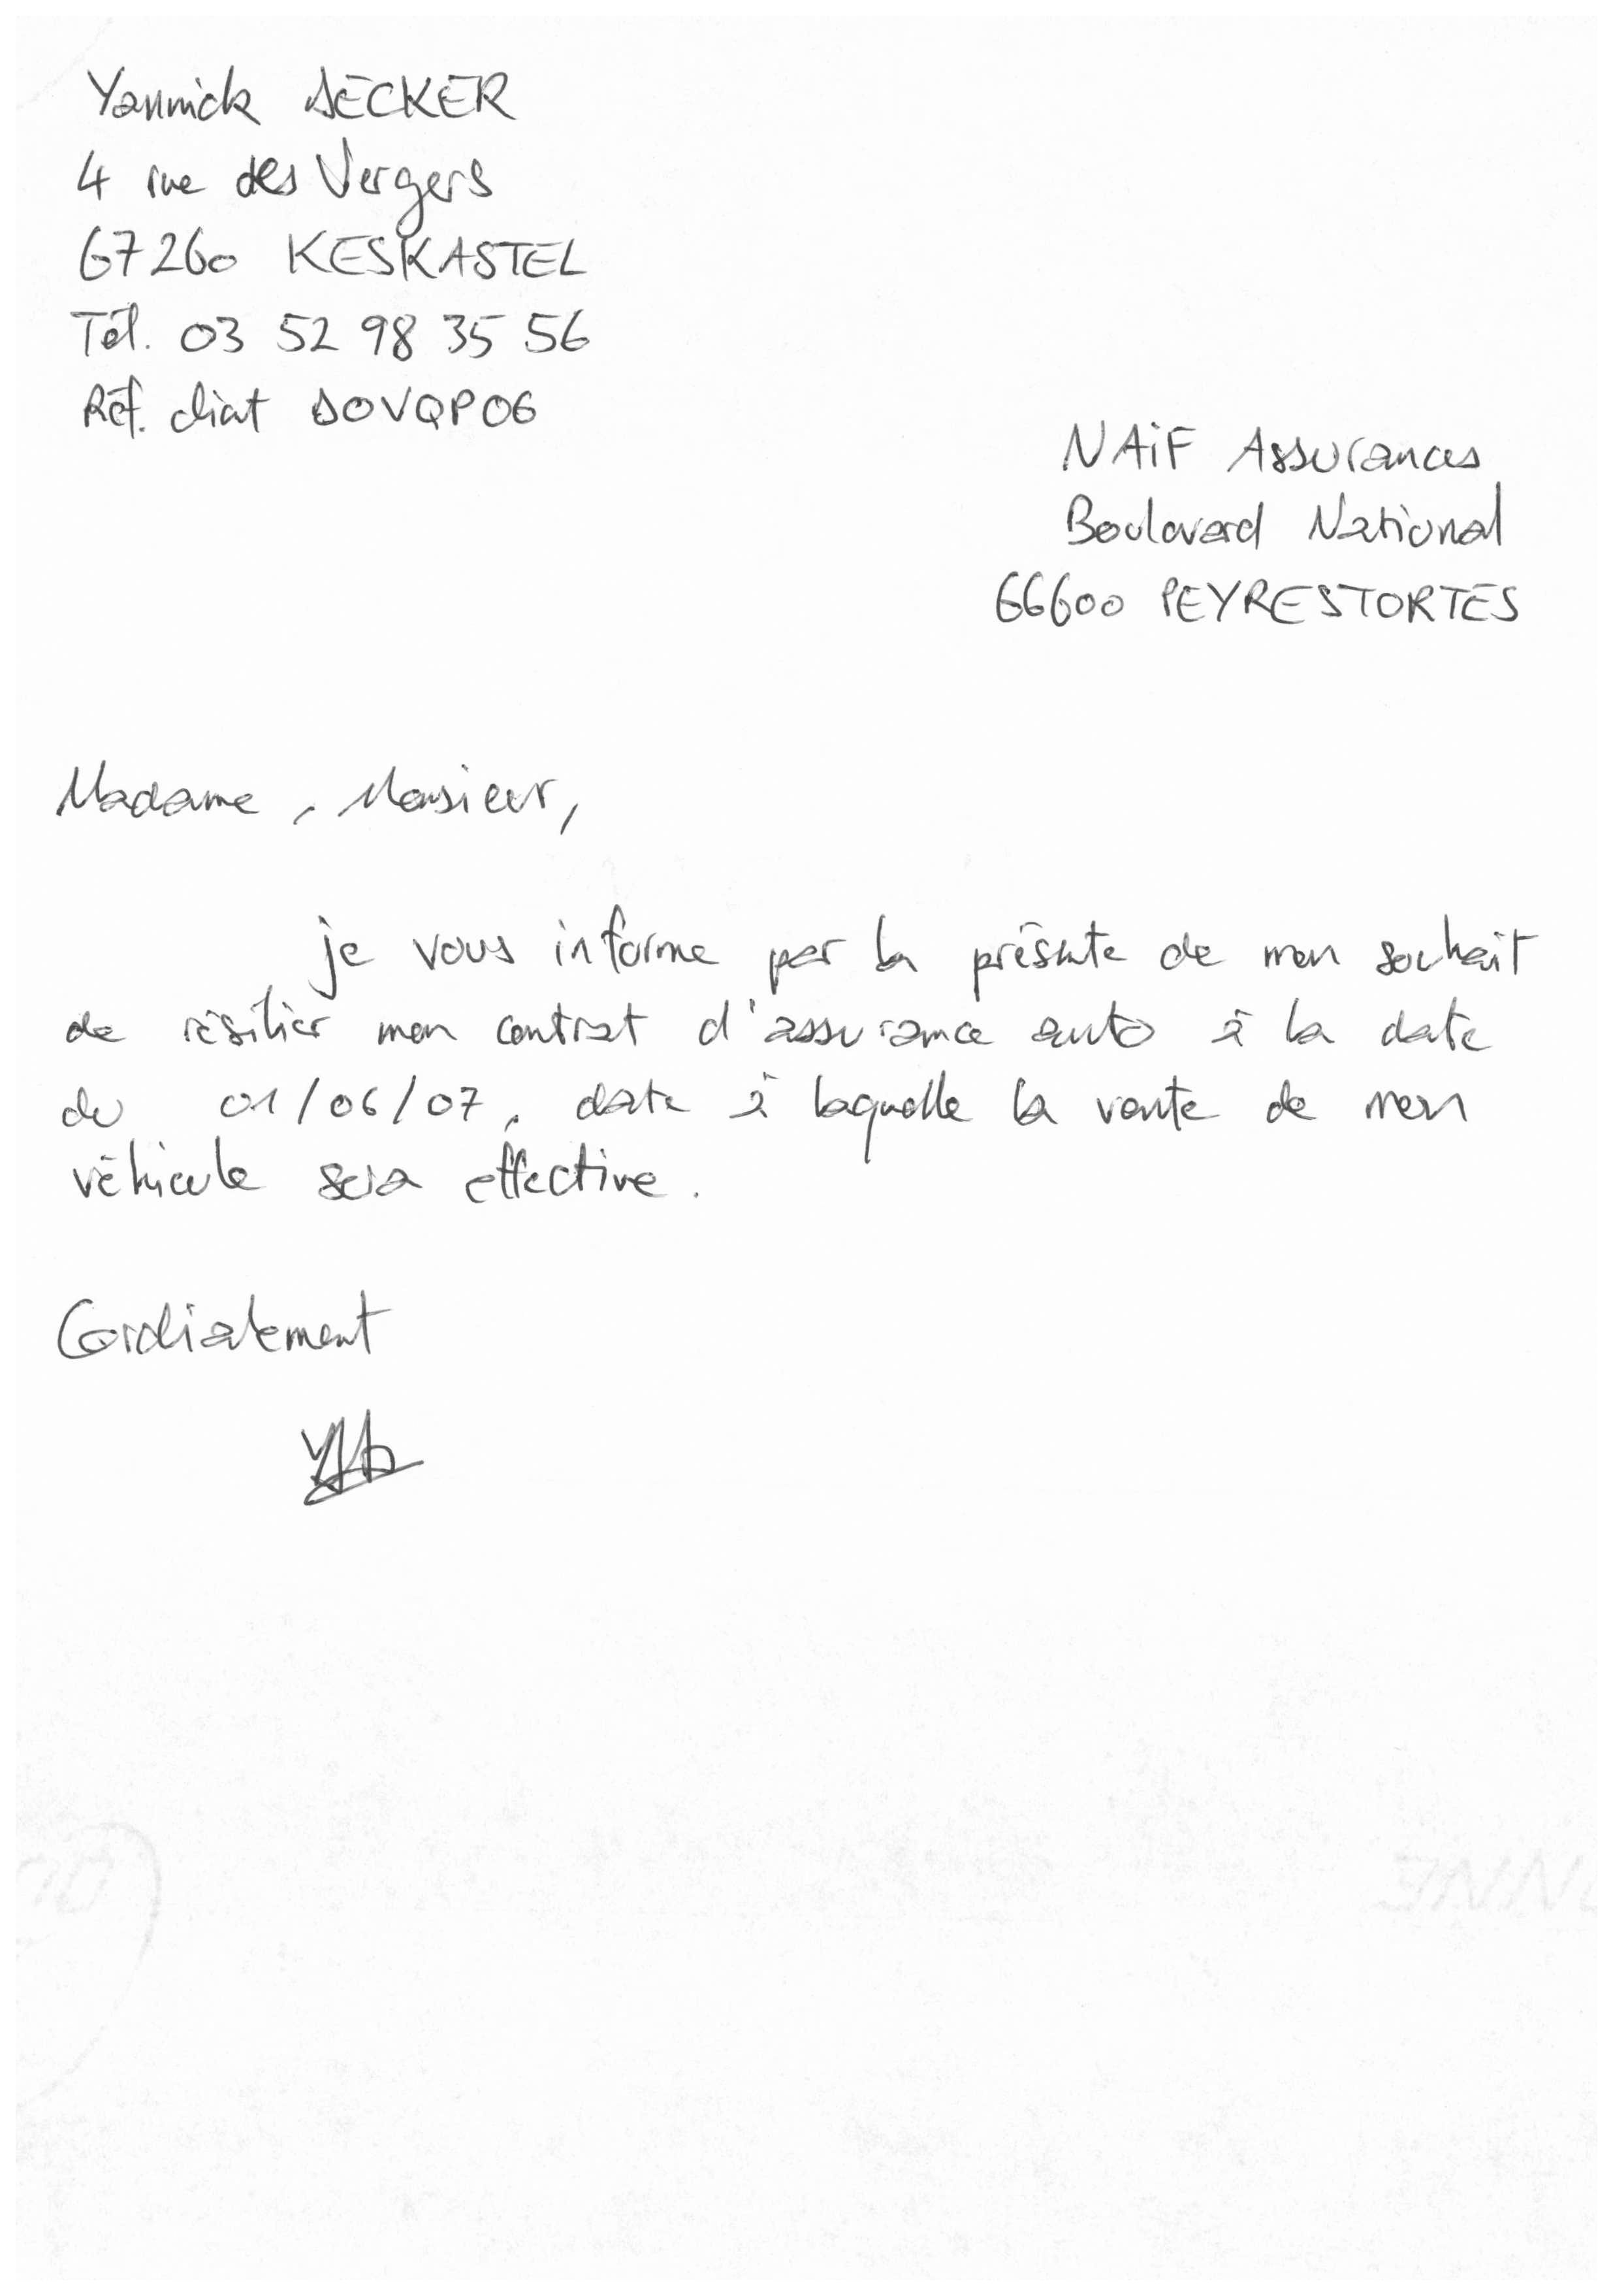 Yannick DECKER
4 rue des Vergers
67260 KESKASTEL
Tél. 03 52 98 35 56
Réf. client DOVQP06
NAiF Assurances
Boulevard National
66600 PEYRESTORTES
Madame, Monsieur,
je vous informe par la présente de mon souhait
de résilier mon contrat d'assurance auto à la date
du 01/06/07, date à laquelle la vente de mon
véhicule sera effective.
Cordialement